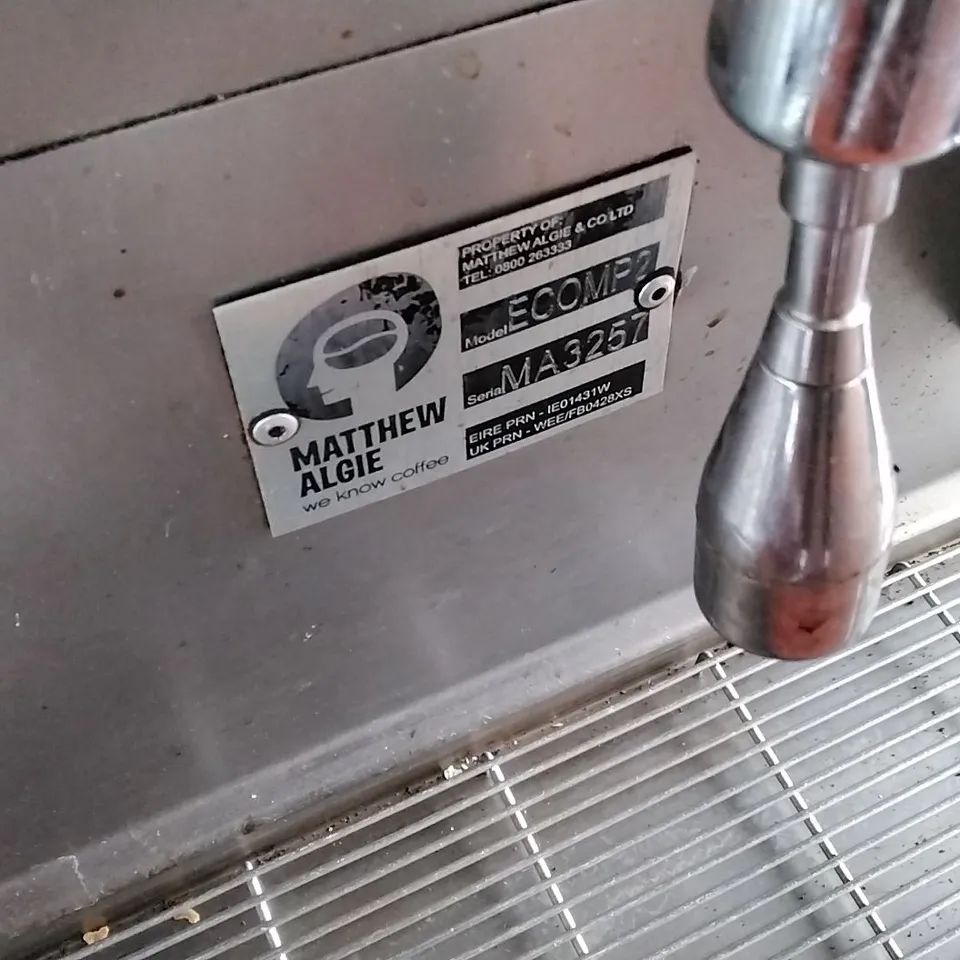 MATTHEW
ALGIE
we know coffee
PROPERTY OF:
MATTHEW ALGIE & CO LTD
TEL: 0800 263333
Model ECOMP2
Serial MA3257
EIRE PRN - IE01431W
UK PRN - WEE/FB0428XS